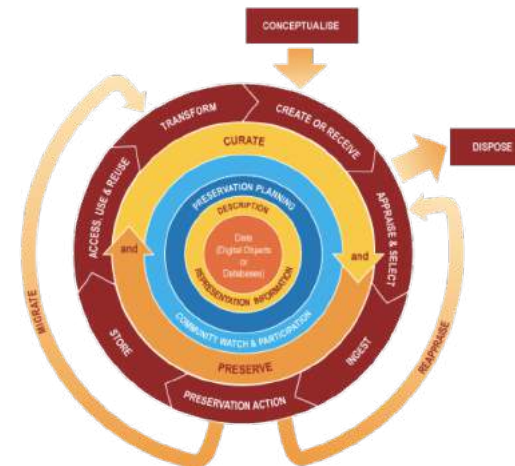 CONCEPTUALISE
DISPOSE
CREATE OR RECEIVE
APPRAISE & SELECT
INGEST
PRESERVATION ACTION
STORE
ACCESS, USE & REUSE
TRANSFORM
CURATE
and
PRESERVE
and
PRESERVATION PLANNING
COMMUNITY WATCH & PARTICIPATION
DESCRIPTION
REPRESENTATION INFORMATION
Data
(Digital Objects
or
Databases)
MIGRATE
REAPPRAISE